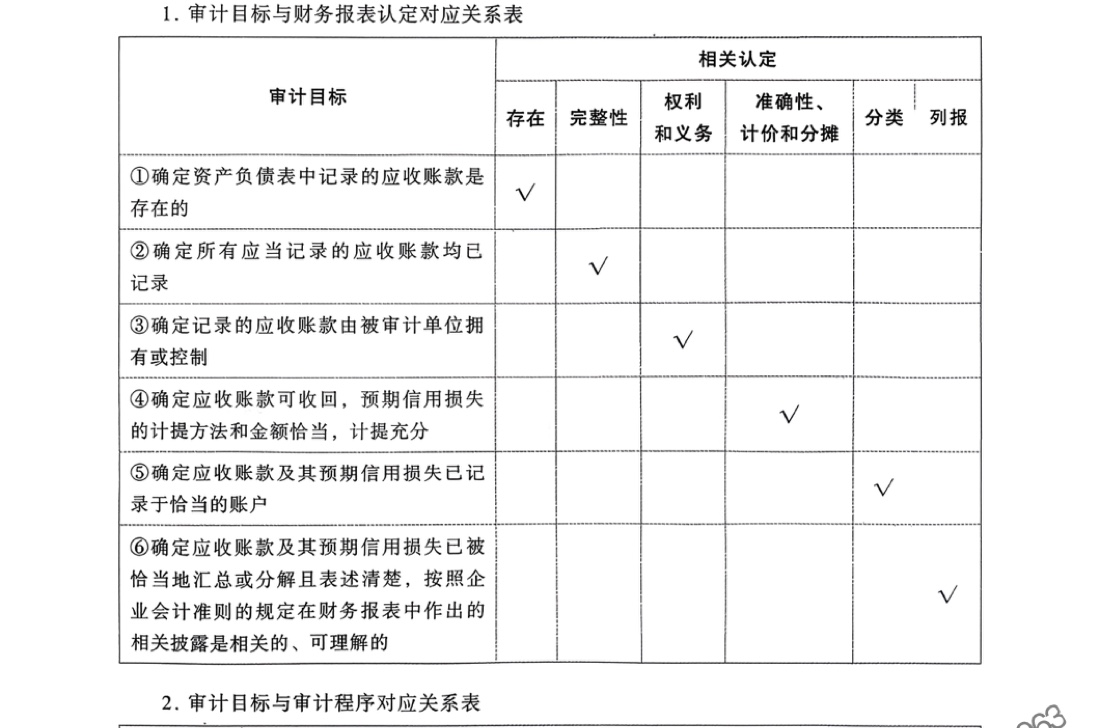 1. 审计目标与财务报表认定对应关系表
审计目标
相关认定
存在
完整性
权利
和义务
准确性、
计价和分摊
分类
列报
①确定资产负债表中记录的应收账款是
存在的
√
②确定所有应当记录的应收账款均已
记录
√
③确定记录的应收账款由被审计单位拥
有或控制
√
④确定应收账款可收回，预期信用损失
的计提方法和金额恰当，计提充分
√
⑤确定应收账款及其预期信用损失已记
录于恰当的账户
√
⑥确定应收账款及其预期信用损失已被
恰当地汇总或分解且表述清楚，按照企
业会计准则的规定在财务报表中作出的
相关披露是相关的、可理解的
√
2. 审计目标与审计程序对应关系表